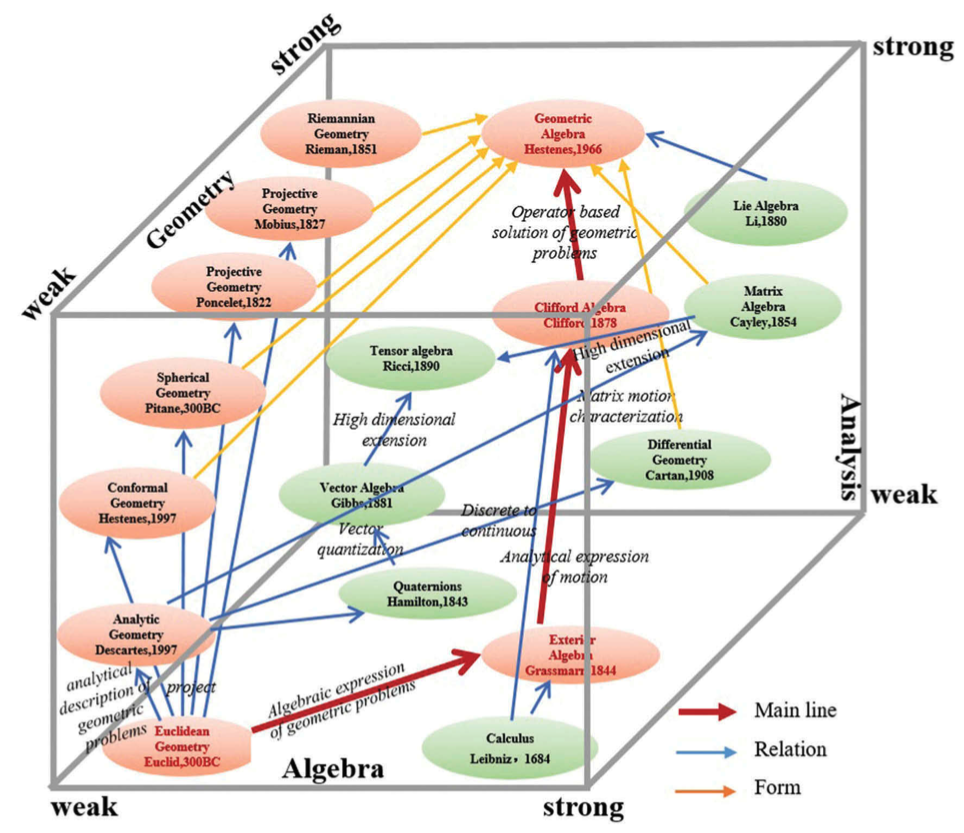 strong
strong
Riemannian
Geometry
Rieman,1851
Geometric
Algebra
Hestenes,1966
Geometry
Projective
Geometry
Mobius,1827
Lie Algebra
Li,1880
Operator based
solution of geometric
problems
weak
Projective
Geometry
Poncelet,1822
Clifford Algebra
Clifford,1878
Matrix
Algebra
Cayley,1854
Tensor algebra
Ricci,1890
High dimensional
extension
Spherical
Geometry
Pitane,300BC
Matrix motion
characterization
High dimensional
extension
Analysis
Differential
Geometry
Cartan,1908
Conformal
Geometry
Hestenes,1997
Vector Algebra
Gibbs,1881
weak
Discrete to
continuous
Vector
quantization
Analytical expression
of motion
Quaternions
Hamilton,1843
Analytic
Geometry
Descartes,1997
Exterior
Algebra
Grassmann,1844
analytical
description of
geometric
problems
project
Algebraic expression
of geometric problems
Euclidean
Geometry
Euclid,300BC
Calculus
Leibniz，1684
Main line
Relation
Form
Algebra
weak
strong